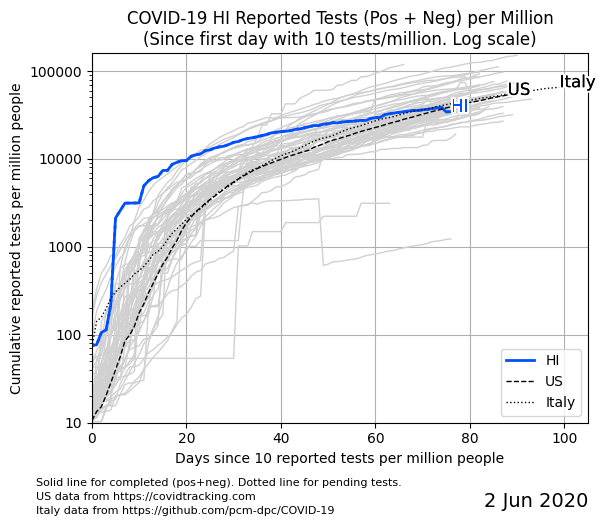 COVID-19 HI Reported Tests (Pos + Neg) per Million
(Since first day with 10 tests/million. Log scale)
Cumulative reported tests per million people
100000
10000
1000
100
10
US
Italy
HI
HI
US
Italy
0
20
40
60
80
100
Days since 10 reported tests per million people
Solid line for completed (pos+neg). Dotted line for pending tests.
US data from https://covidtracking.com
Italy data from https://github.com/pcm-dpc/COVID-19
2 Jun 2020